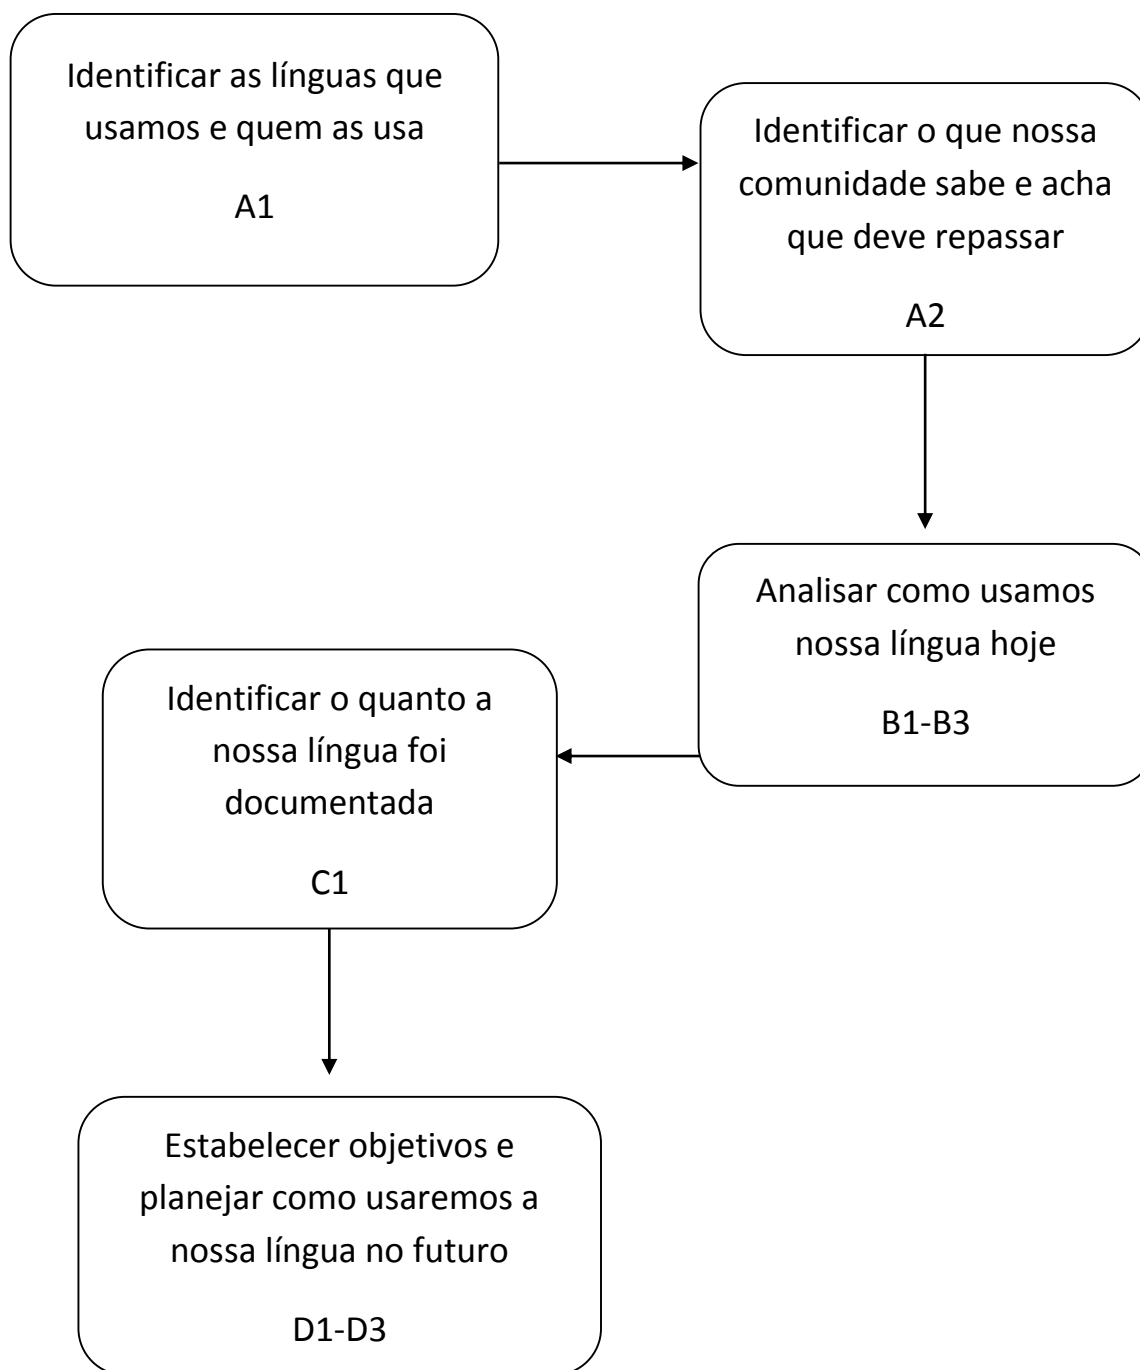 Identificar as línguas que
usamos e quem as usa
A1
Identificar o que nossa
comunidade sabe e acha
que deve repassar
A2
Analisar como usamos
nossa língua hoje
B1-B3
Identificar o quanto a
nossa língua foi
documentada
C1
Estabelecer objetivos e
planejar como usaremos a
nossa língua no futuro
D1-D3